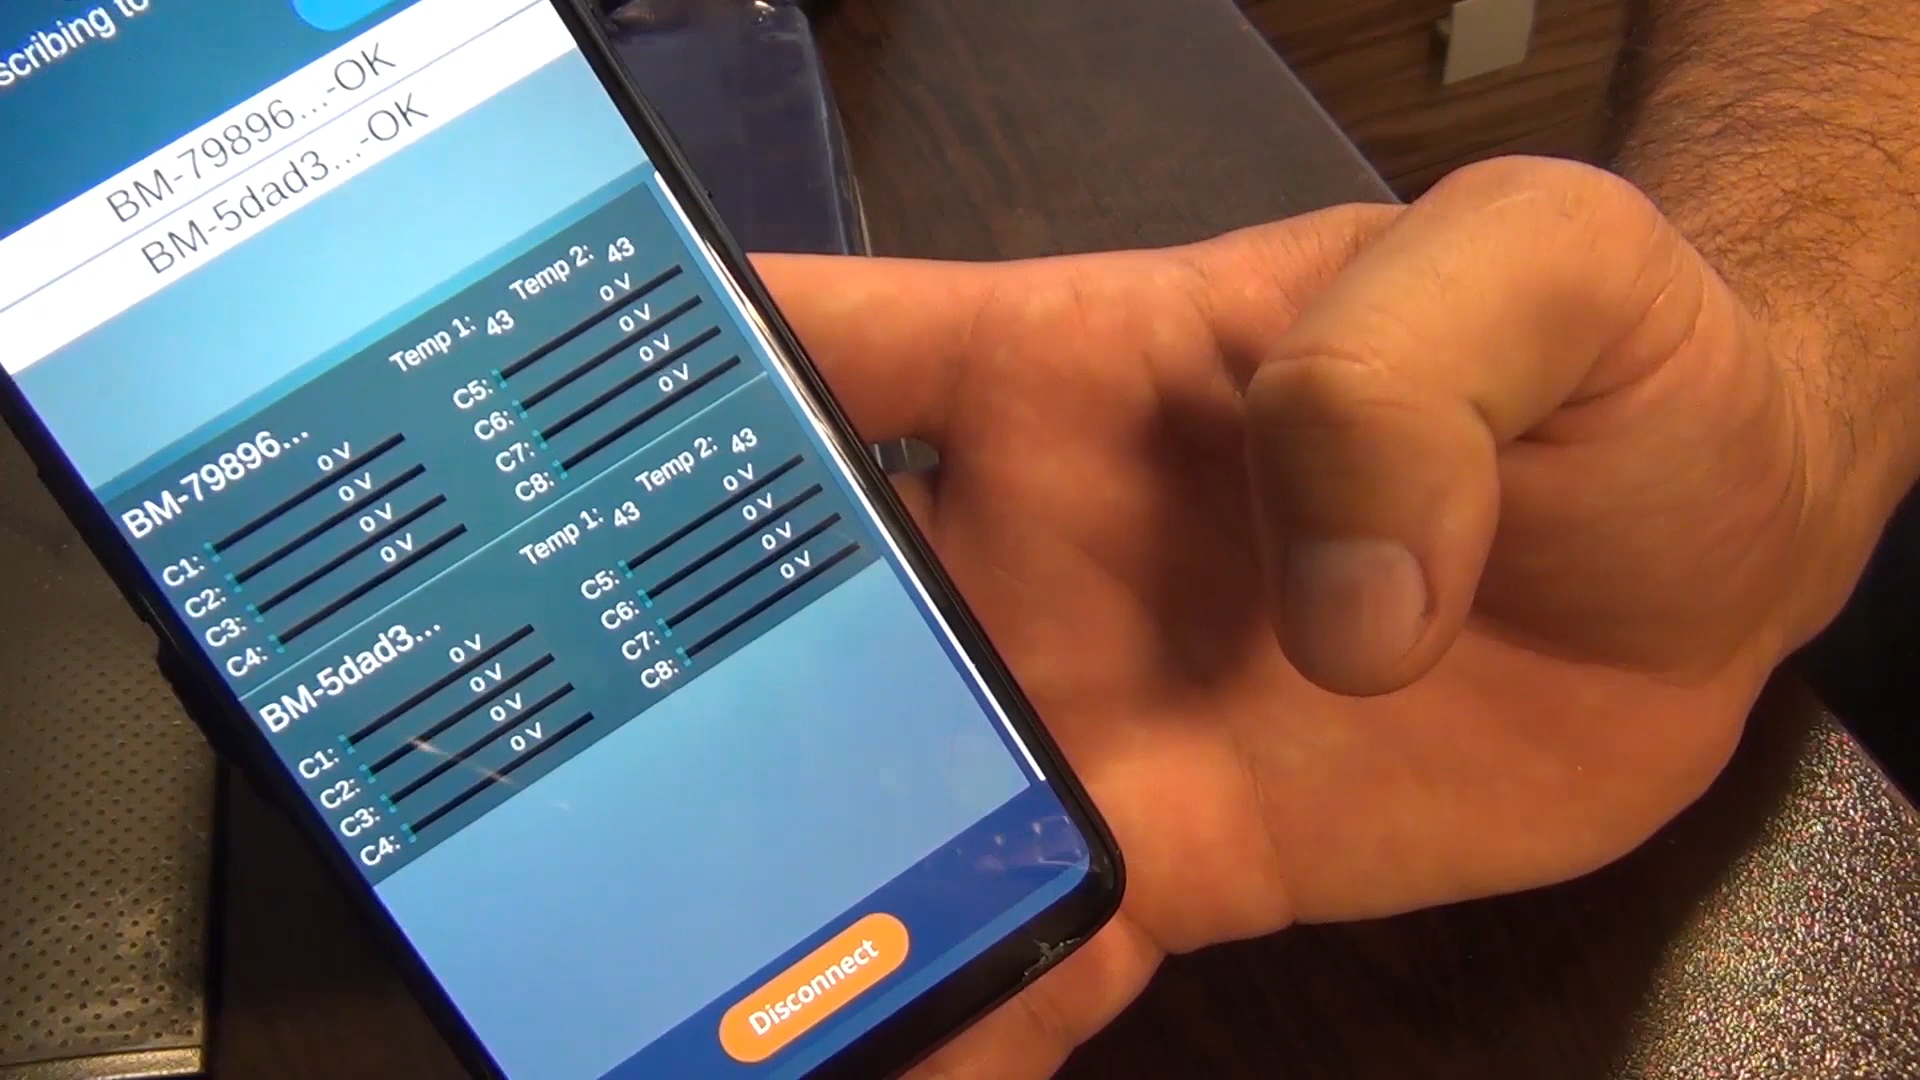 scribing to
BM-79896...-OK
BM-5dad3...-OK
BM-79896... Temp 1: 43 Temp 2: 43
C1: 0 V C5: 0 V
C2: 0 V C6: 0 V
C3: 0 V C7: 0 V
C4: 0 V C8: 0 V
BM-5dad3... Temp 1: 43 Temp 2: 43
C1: 0 V C5: 0 V
C2: 0 V C6: 0 V
C3: 0 V C7: 0 V
C4: 0 V C8: 0 V
Disconnect